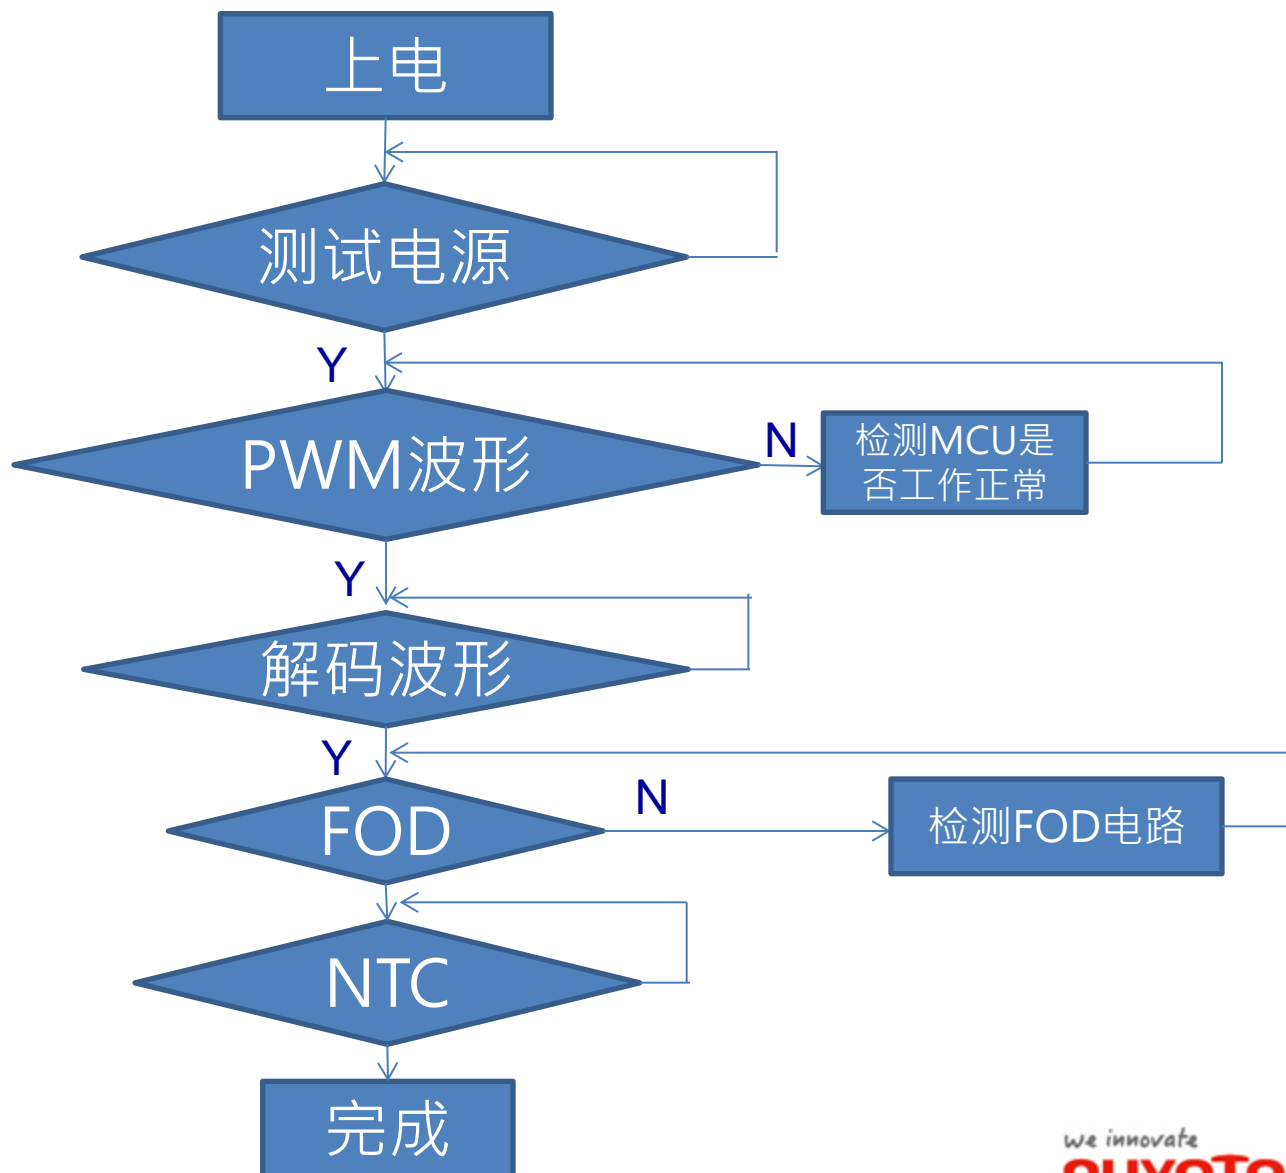 上电
测试电源
Y
PWM波形
N
检测MCU是
否工作正常
Y
解码波形
Y
FOD
N
检测FOD电路
NTC
完成
we innovate